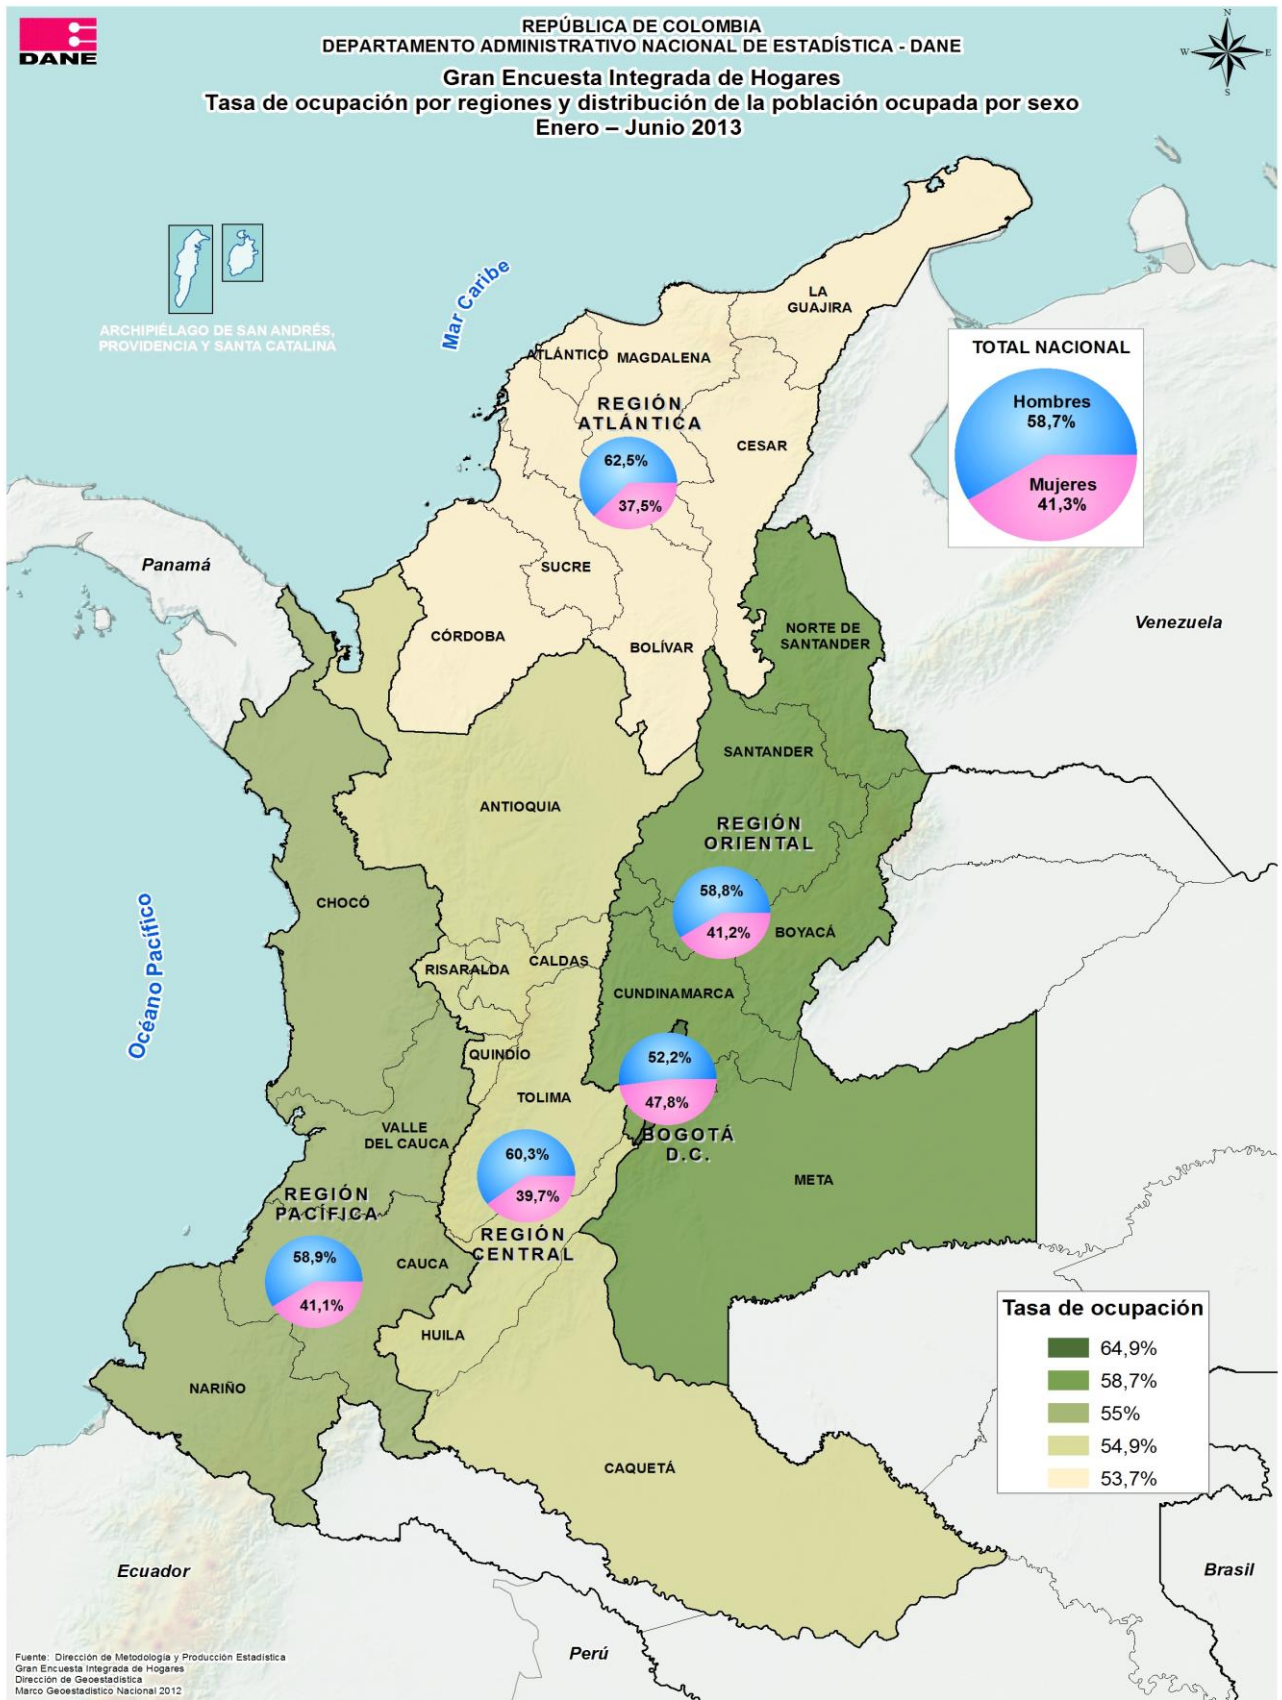 DANE
REPÚBLICA DE COLOMBIA
DEPARTAMENTO ADMINISTRATIVO NACIONAL DE ESTADÍSTICA - DANE
Gran Encuesta Integrada de Hogares
Tasa de ocupación por regiones y distribución de la población ocupada por sexo
Enero – Junio 2013
N
W
E
S
ARCHIPIÉLAGO DE SAN ANDRÉS,
PROVIDENCIA Y SANTA CATALINA
Mar Caribe
LA
GUAJIRA
ATLÁNTICO
MAGDALENA
REGIÓN
ATLÁNTICA
62,5%
37,5%
CESAR
TOTAL NACIONAL
Hombres
58,7%
Mujeres
41,3%
Panamá
SUCRE
CÓRDOBA
BOLÍVAR
NORTE DE
SANTANDER
Venezuela
SANTANDER
ANTIOQUIA
REGIÓN
ORIENTAL
58,8%
41,2%
BOYACÁ
CHOCÓ
Océano Pacífico
RISARALDA
CALDAS
CUNDINAMARCA
QUINDÍO
52,2%
47,8%
BOGOTÁ
D.C.
TOLIMA
VALLE
DEL CAUCA
60,3%
39,7%
REGIÓN
CENTRAL
META
REGIÓN
PACÍFICA
58,9%
41,1%
CAUCA
HUILA
NARIÑO
CAQUETÁ
Tasa de ocupación
64,9%
58,7%
55%
54,9%
53,7%
Ecuador
Perú
Brasil
Fuente: Dirección de Metodología y Producción Estadística
Gran Encuesta Integrada de Hogares
Dirección de Geoestadística
Marco Geoestadístico Nacional 2012